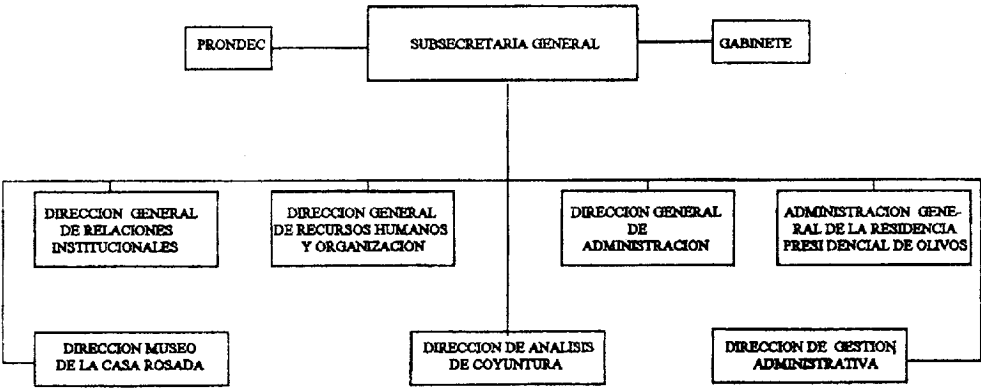 PRONDEC
SUBSECRETARIA GENERAL
GABINETE
DIRECCION GENERAL
DE RELACIONES
INSTITUCIONALES
DIRECCION GENERAL
DE RECURSOS HUMANOS
Y ORGANIZACIÓN
DIRECCION GENERAL
DE
ADMINISTRACION
ADMINISTRACION GENE-
RAL DE LA RESIDENCIA
PRESI DENCIAL DE OLIVOS
DIRECCION MUSEO
DE LA CASA ROSADA
DIRECCION DE ANALISIS
DE COYUNTURA
DIRECCION DE GESTION
ADMINISTRATIVA